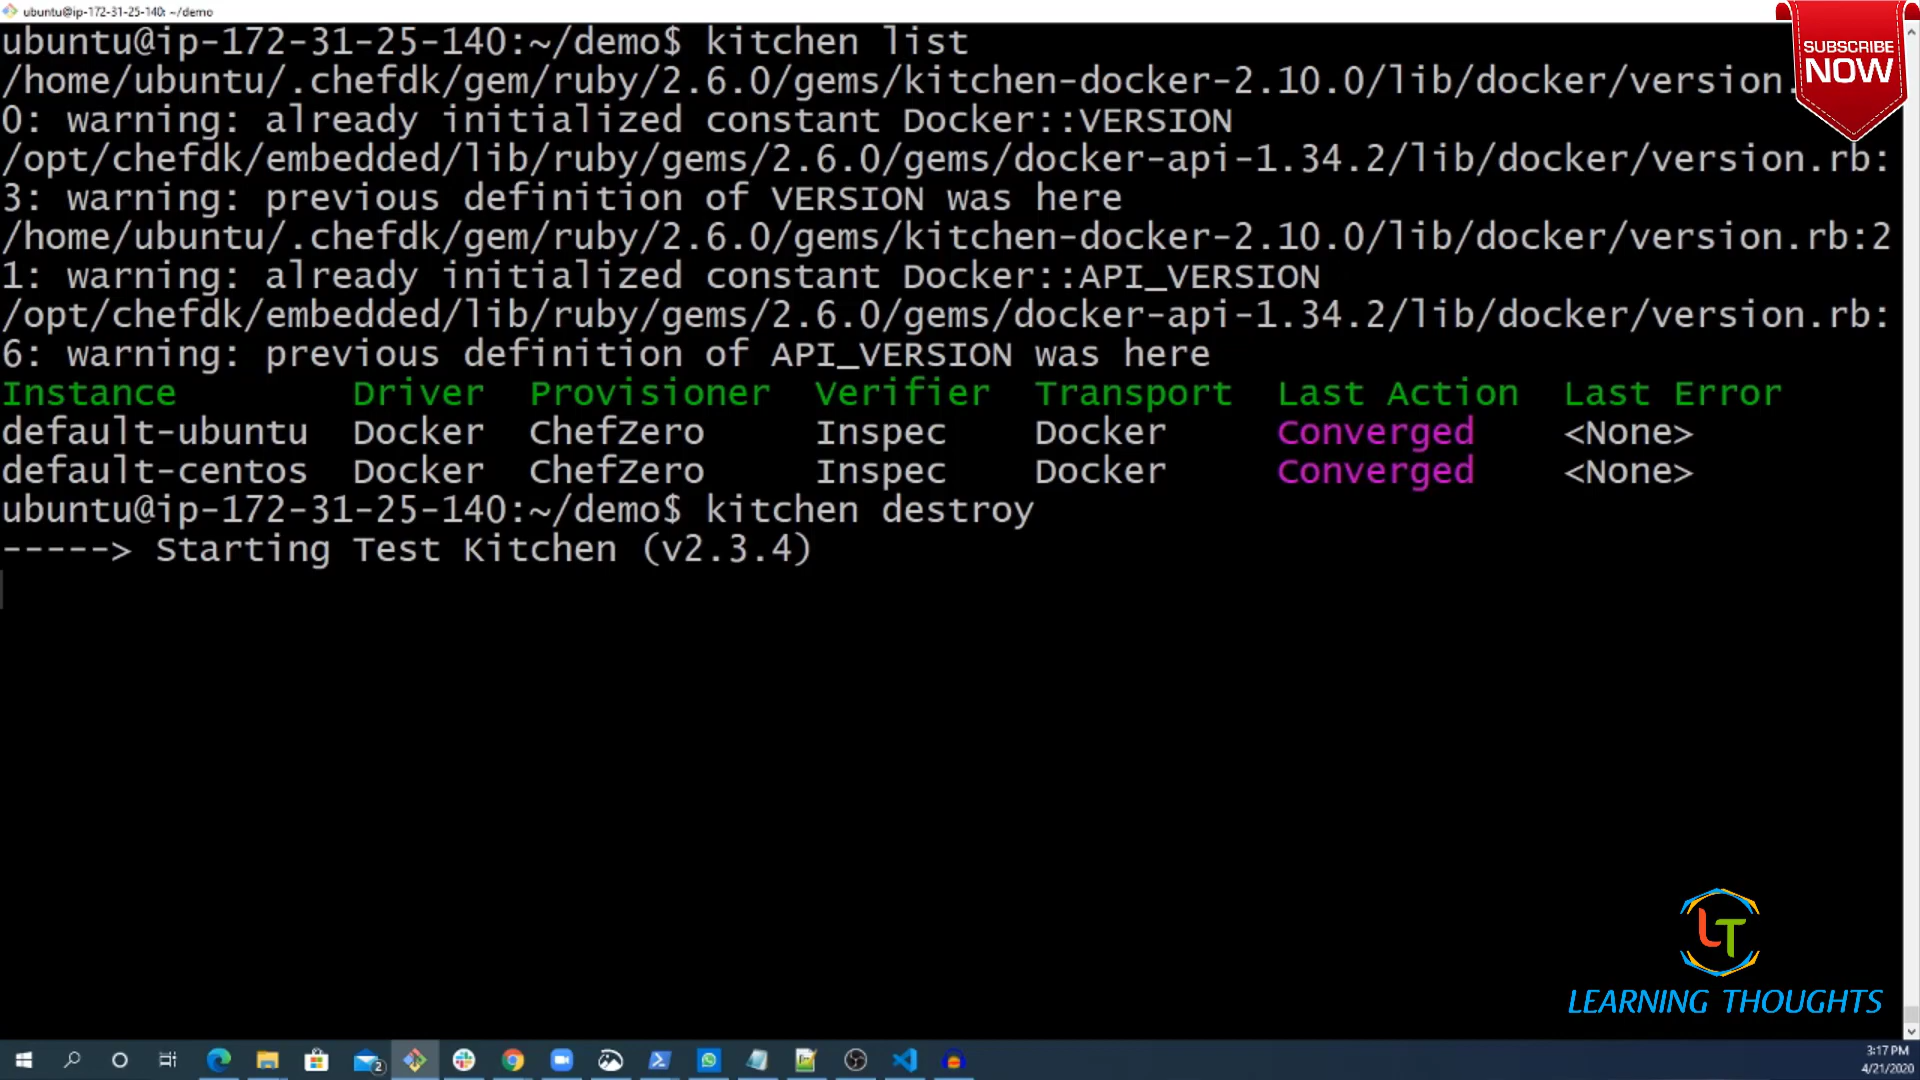 ubuntu@ip-172-31-25-140: ~/demo
ubuntu@ip-172-31-25-140:~/demo$ kitchen list
/home/ubuntu/.chefdk/gem/ruby/2.6.0/gems/kitchen-docker-2.10.0/lib/docker/version.
0: warning: already initialized constant Docker::VERSION
/opt/chefdk/embedded/lib/ruby/gems/2.6.0/gems/docker-api-1.34.2/lib/docker/version.rb:
3: warning: previous definition of VERSION was here
/home/ubuntu/.chefdk/gem/ruby/2.6.0/gems/kitchen-docker-2.10.0/lib/docker/version.rb:2
1: warning: already initialized constant Docker::API_VERSION
/opt/chefdk/embedded/lib/ruby/gems/2.6.0/gems/docker-api-1.34.2/lib/docker/version.rb:
6: warning: previous definition of API_VERSION was here
Instance Driver Provisioner Verifier Transport Last Action Last Error
default-ubuntu Docker ChefZero Inspec Docker Converged <None>
default-centos Docker ChefZero Inspec Docker Converged <None>
ubuntu@ip-172-31-25-140:~/demo$ kitchen destroy
-----> Starting Test Kitchen (v2.3.4)
SUBSCRIBE
NOW
LT
LEARNING THOUGHTS
2
3:17 PM
4/21/2020